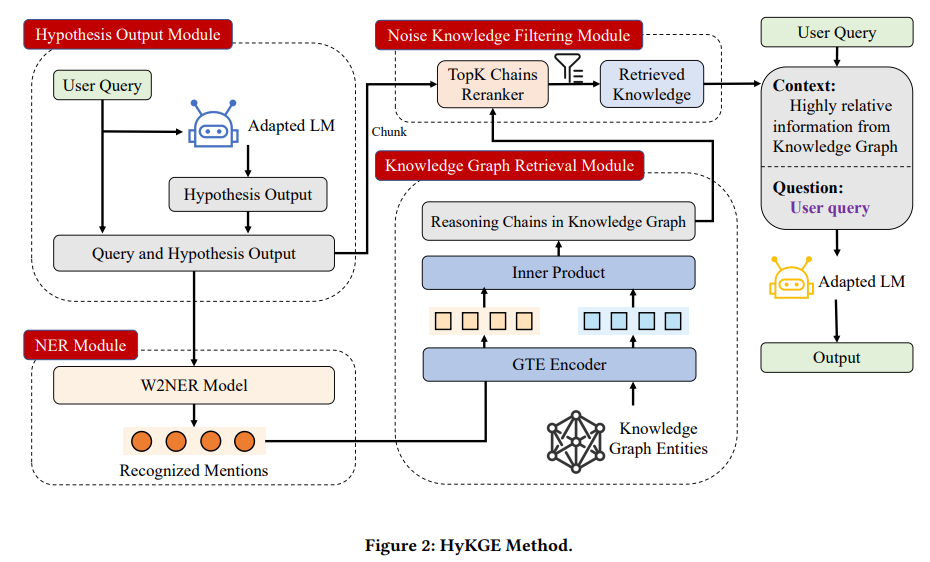 Hypothesis Output Module
User Query
Adapted LM
Hypothesis Output
Query and Hypothesis Output
NER Module
W2NER Model
Recognized Mentions
Noise Knowledge Filtering Module
TopK Chains
Reranker
Retrieved
Knowledge
Chunk
Knowledge Graph Retrieval Module
Reasoning Chains in Knowledge Graph
Inner Product
GTE Encoder
Knowledge
Graph Entities
User Query
Context:
Highly relative
information from
Knowledge Graph
Question:
User query
Adapted LM
Output
Figure 2: HyKGE Method.